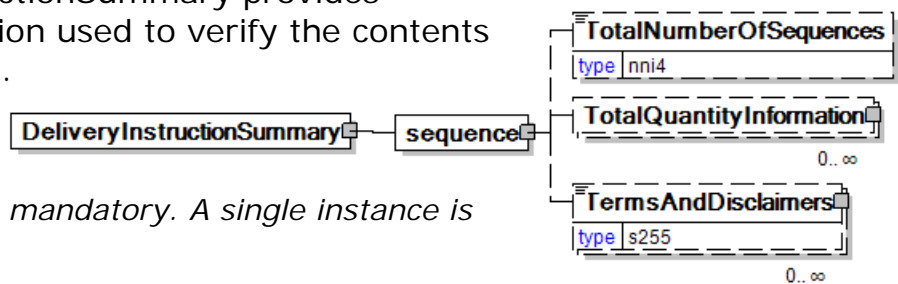 ctionSummary provides
ion used to verify the contents
.
mandatory. A single instance is
DeliveryInstructionSummary
sequence
TotalNumberOfSequences
type nni4
TotalQuantityInformation
0.. ∞
TermsAndDisclaimers
type s255
0.. ∞